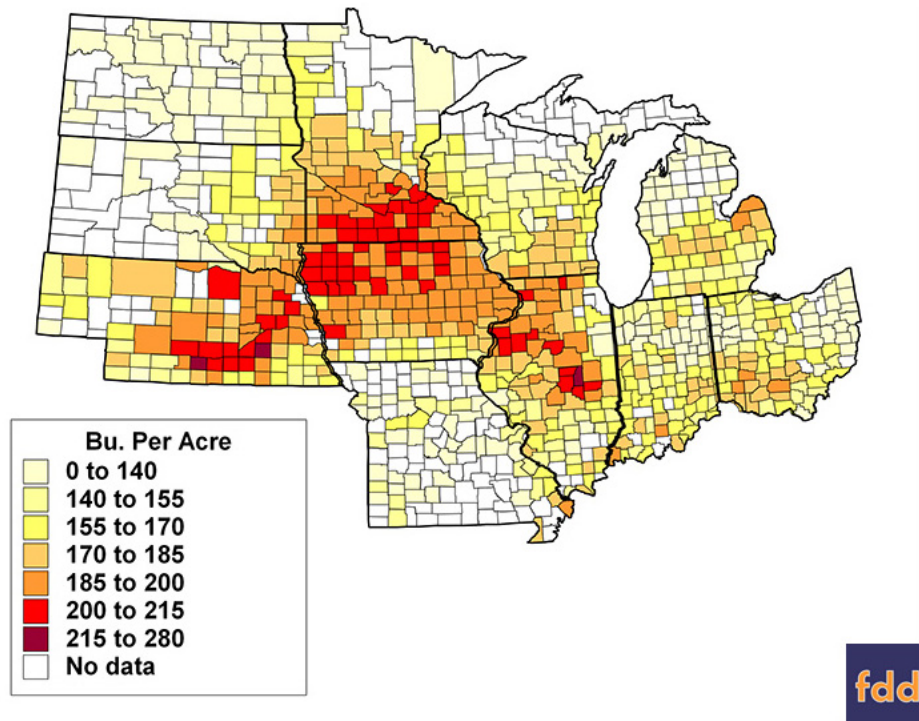 Bu. Per Acre
0 to 140
140 to 155
155 to 170
170 to 185
185 to 200
200 to 215
215 to 280
No data
fdd